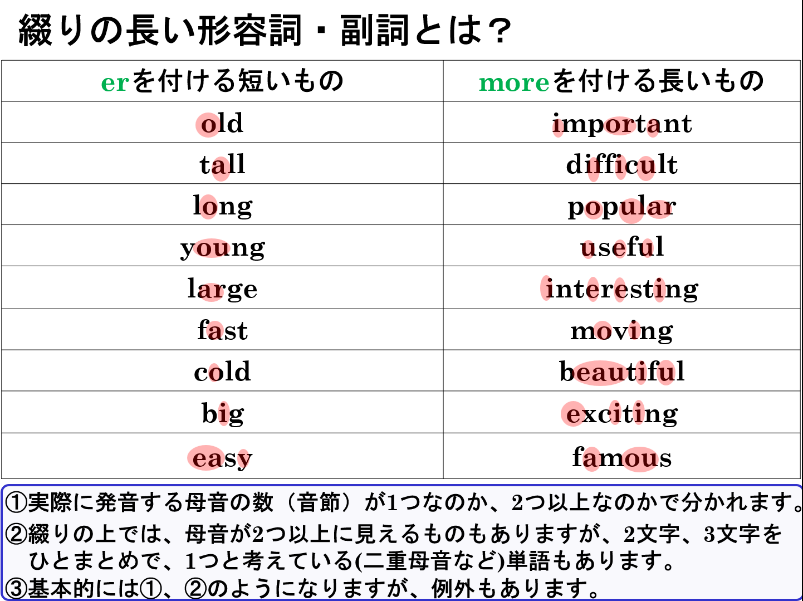 綴りの長い形容詞・副詞とは？
erを付ける短いもの moreを付ける長いもの
old important
tall difficult
long popular
young useful
large interesting
fast moving
cold beautiful
big exciting
easy famous
①実際に発音する母音の数（音節）が1つなのか、2つ以上なのかで分かれます。
②綴りの上では、母音が2つ以上に見えるものもありますが、2文字、3文字を
ひとまとめで、1つと考えている(二重母音など)単語もあります。
③基本的には①、②のようになりますが、例外もあります。